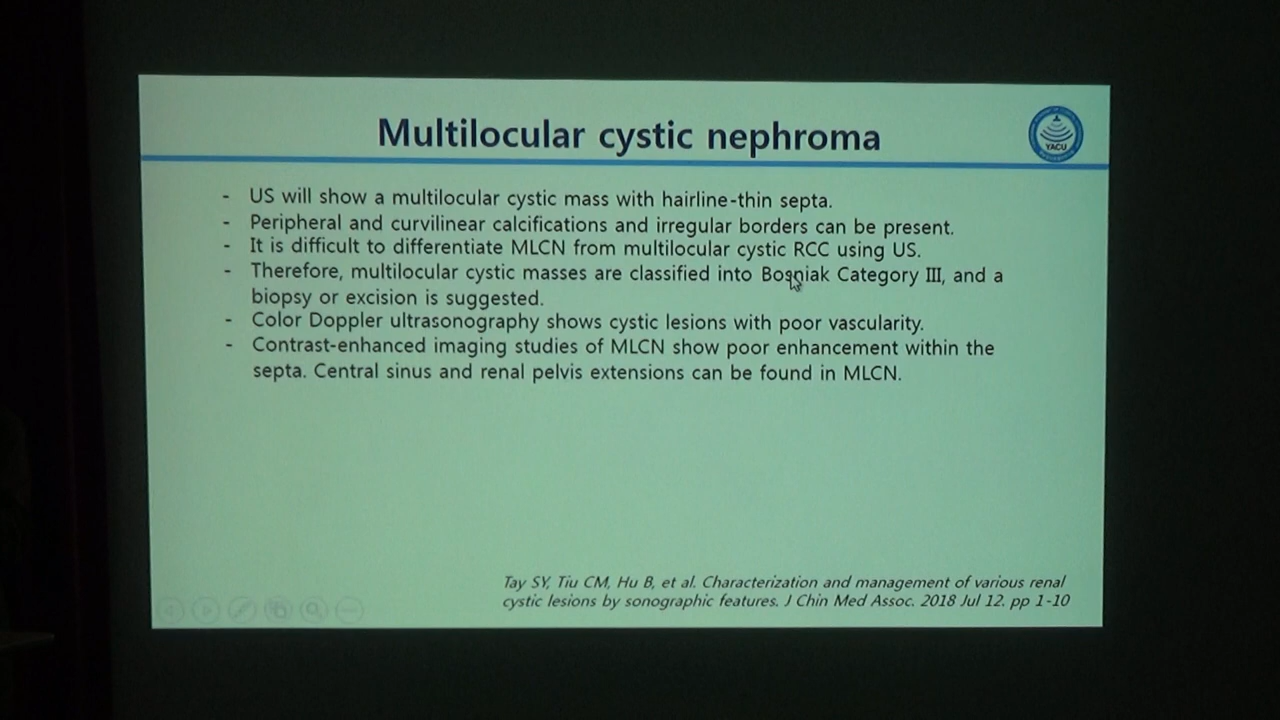 Multilocular cystic nephroma
YACU
- US will show a multilocular cystic mass with hairline-thin septa.
- Peripheral and curvilinear calcifications and irregular borders can be present.
- It is difficult to differentiate MLCN from multilocular cystic RCC using US.
- Therefore, multilocular cystic masses are classified into Bosniak Category III, and a
biopsy or excision is suggested.
- Color Doppler ultrasonography shows cystic lesions with poor vascularity.
- Contrast-enhanced imaging studies of MLCN show poor enhancement within the
septa. Central sinus and renal pelvis extensions can be found in MLCN.
Tay SY, Tiu CM, Hu B, et al. Characterization and management of various renal
cystic lesions by sonographic features. J Chin Med Assoc. 2018 Jul 12. pp 1-10